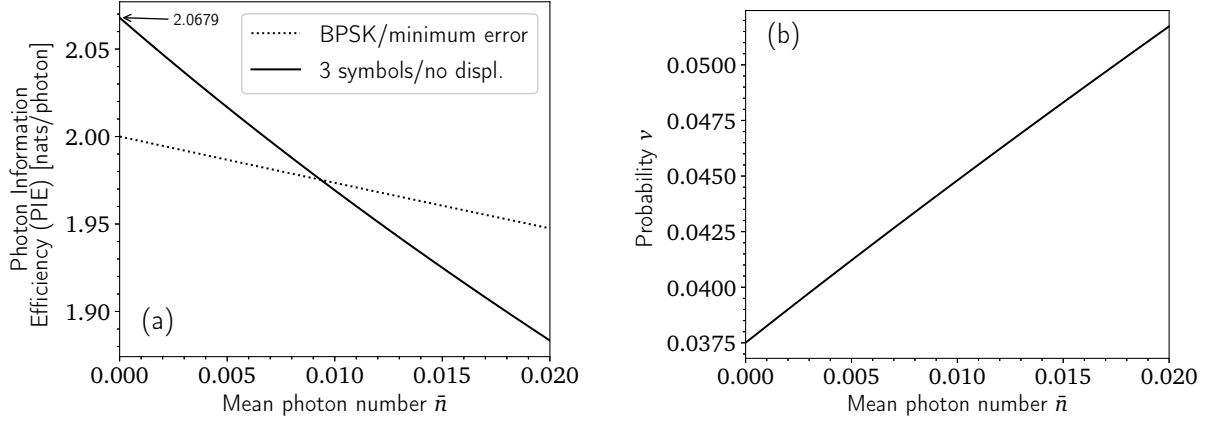 2.0679
BPSK/minimum error
3 symbols/no displ.
Photon Information
Efficiency (PIE) [nats/photon]
2.05
2.00
1.95
1.90
(a)
0.000 0.005 0.010 0.015 0.020
Mean photon number n̄
(b)
Probability ν
0.0500
0.0475
0.0450
0.0425
0.0400
0.0375
0.000 0.005 0.010 0.015 0.020
Mean photon number n̄